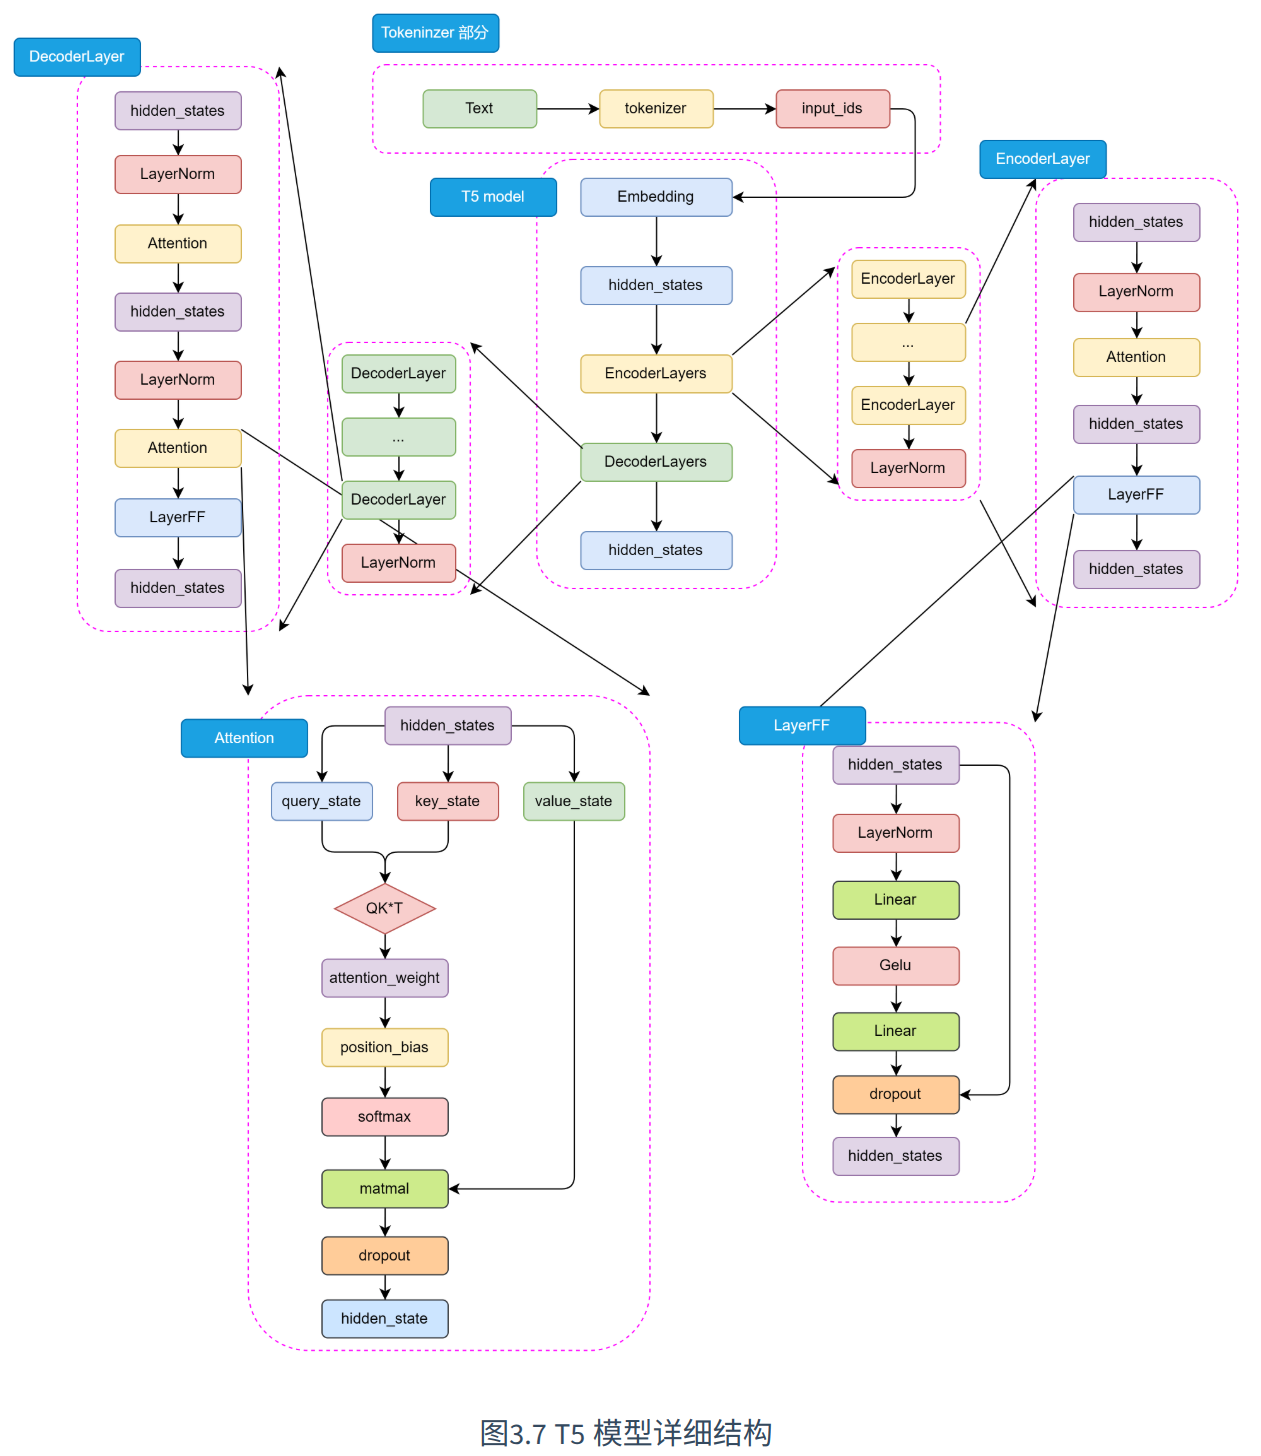 Tokeninzer 部分
Text
tokenizer
input_ids
DecoderLayer
hidden_states
LayerNorm
Attention
hidden_states
LayerNorm
Attention
LayerFF
hidden_states
DecoderLayer
...
DecoderLayer
LayerNorm
T5 model
Embedding
hidden_states
EncoderLayers
DecoderLayers
hidden_states
EncoderLayer
...
EncoderLayer
LayerNorm
EncoderLayer
hidden_states
LayerNorm
Attention
hidden_states
LayerFF
hidden_states
Attention
hidden_states
query_state
key_state
value_state
QK*T
attention_weight
position_bias
softmax
matmal
dropout
hidden_state
LayerFF
hidden_states
LayerNorm
Linear
Gelu
Linear
dropout
hidden_states
图3.7 T5 模型详细结构